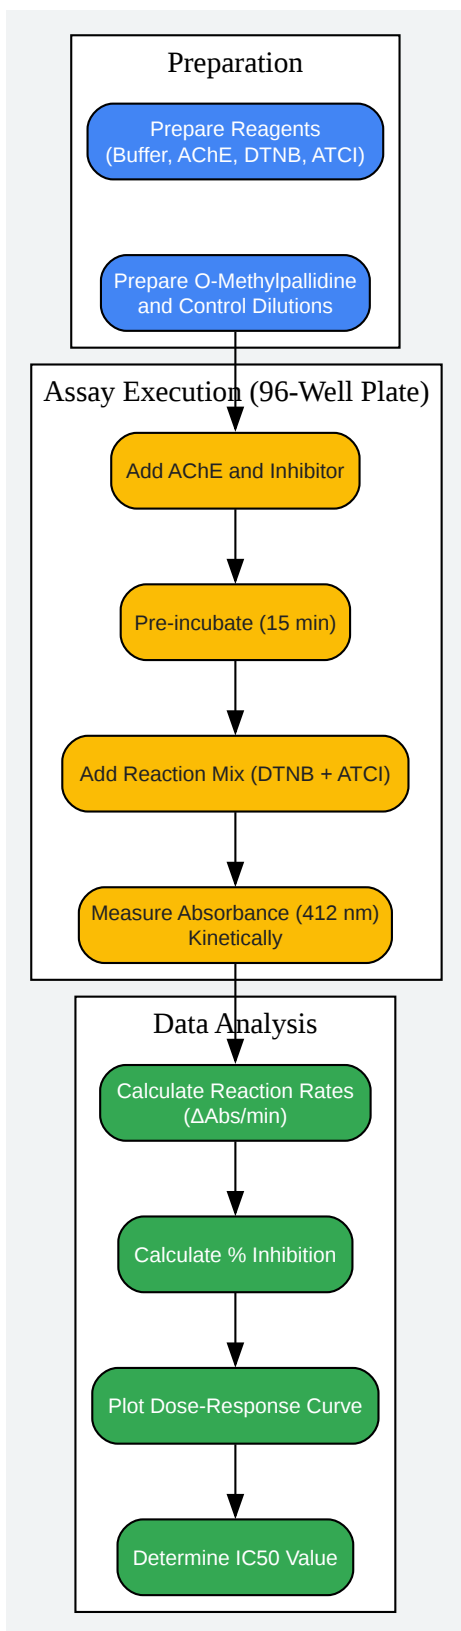 Preparation
Prepare Reagents
(Buffer, AChE, DTNB, ATCI)
Prepare O-Methylpallidine
and Control Dilutions
Assay Execution (96-Well Plate)
Add AChE and Inhibitor
Pre-incubate (15 min)
Add Reaction Mix (DTNB + ATCI)
Measure Absorbance (412 nm)
Kinetically
Data Analysis
Calculate Reaction Rates
(ΔAbs/min)
Calculate % Inhibition
Plot Dose-Response Curve
Determine IC50 Value